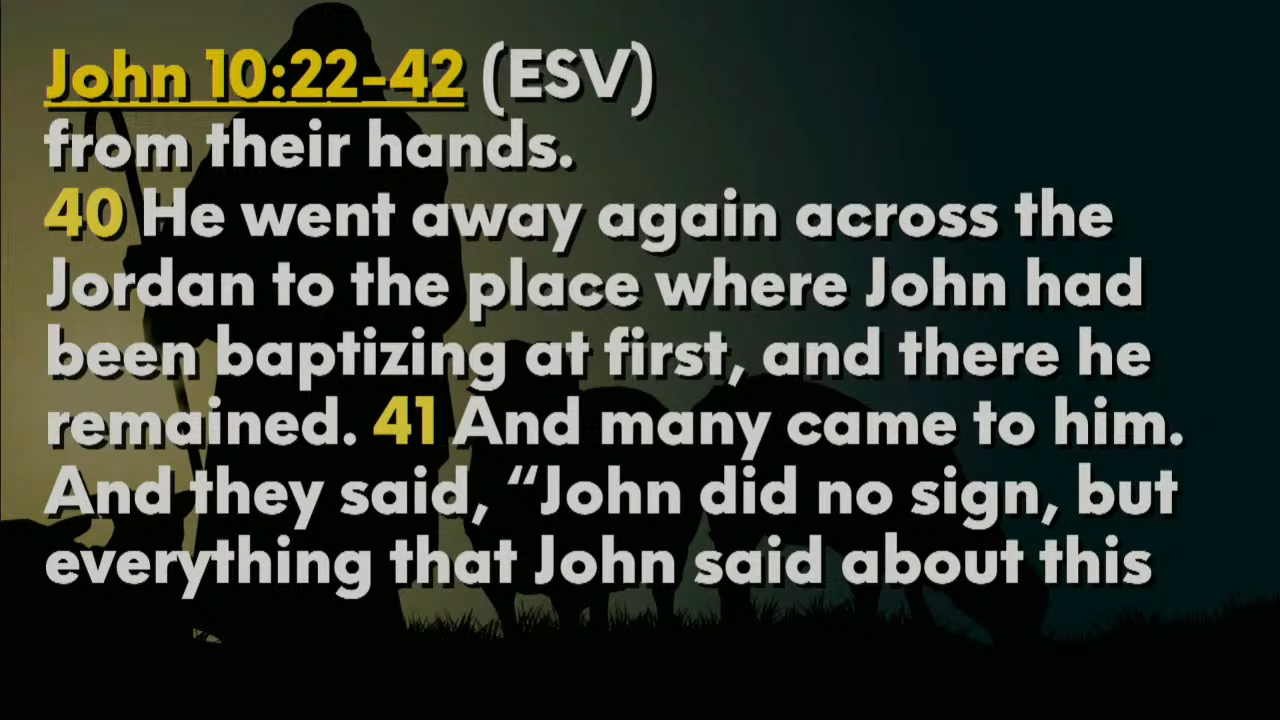 John 10:22-42 (ESV)
from their hands.
40 He went away again across the
Jordan to the place where John had
been baptizing at first, and there he
remained. 41 And many came to him.
And they said, “John did no sign, but
everything that John said about this